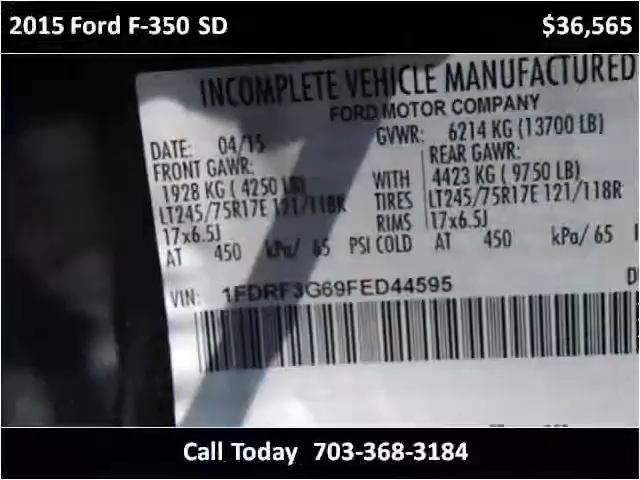 2015 Ford F-350 SD $36,565
INCOMPLETE VEHICLE MANUFACTURED
FORD MOTOR COMPANY
DATE: 04/15 GVWR: 6214 KG (13700 LB)
FRONT GAWR: REAR GAWR:
1928 KG ( 4250 LB) WITH 4423 KG ( 9750 LB)
LT245/75R17E 121/118R TIRES LT245/75R17E 121/118R
17x6.5J RIMS 17x6.5J
AT 450 kPa/ 65 PSI COLD AT 450 kPa/ 65
VIN: 1FDRF3G69FED44595
Call Today 703-368-3184